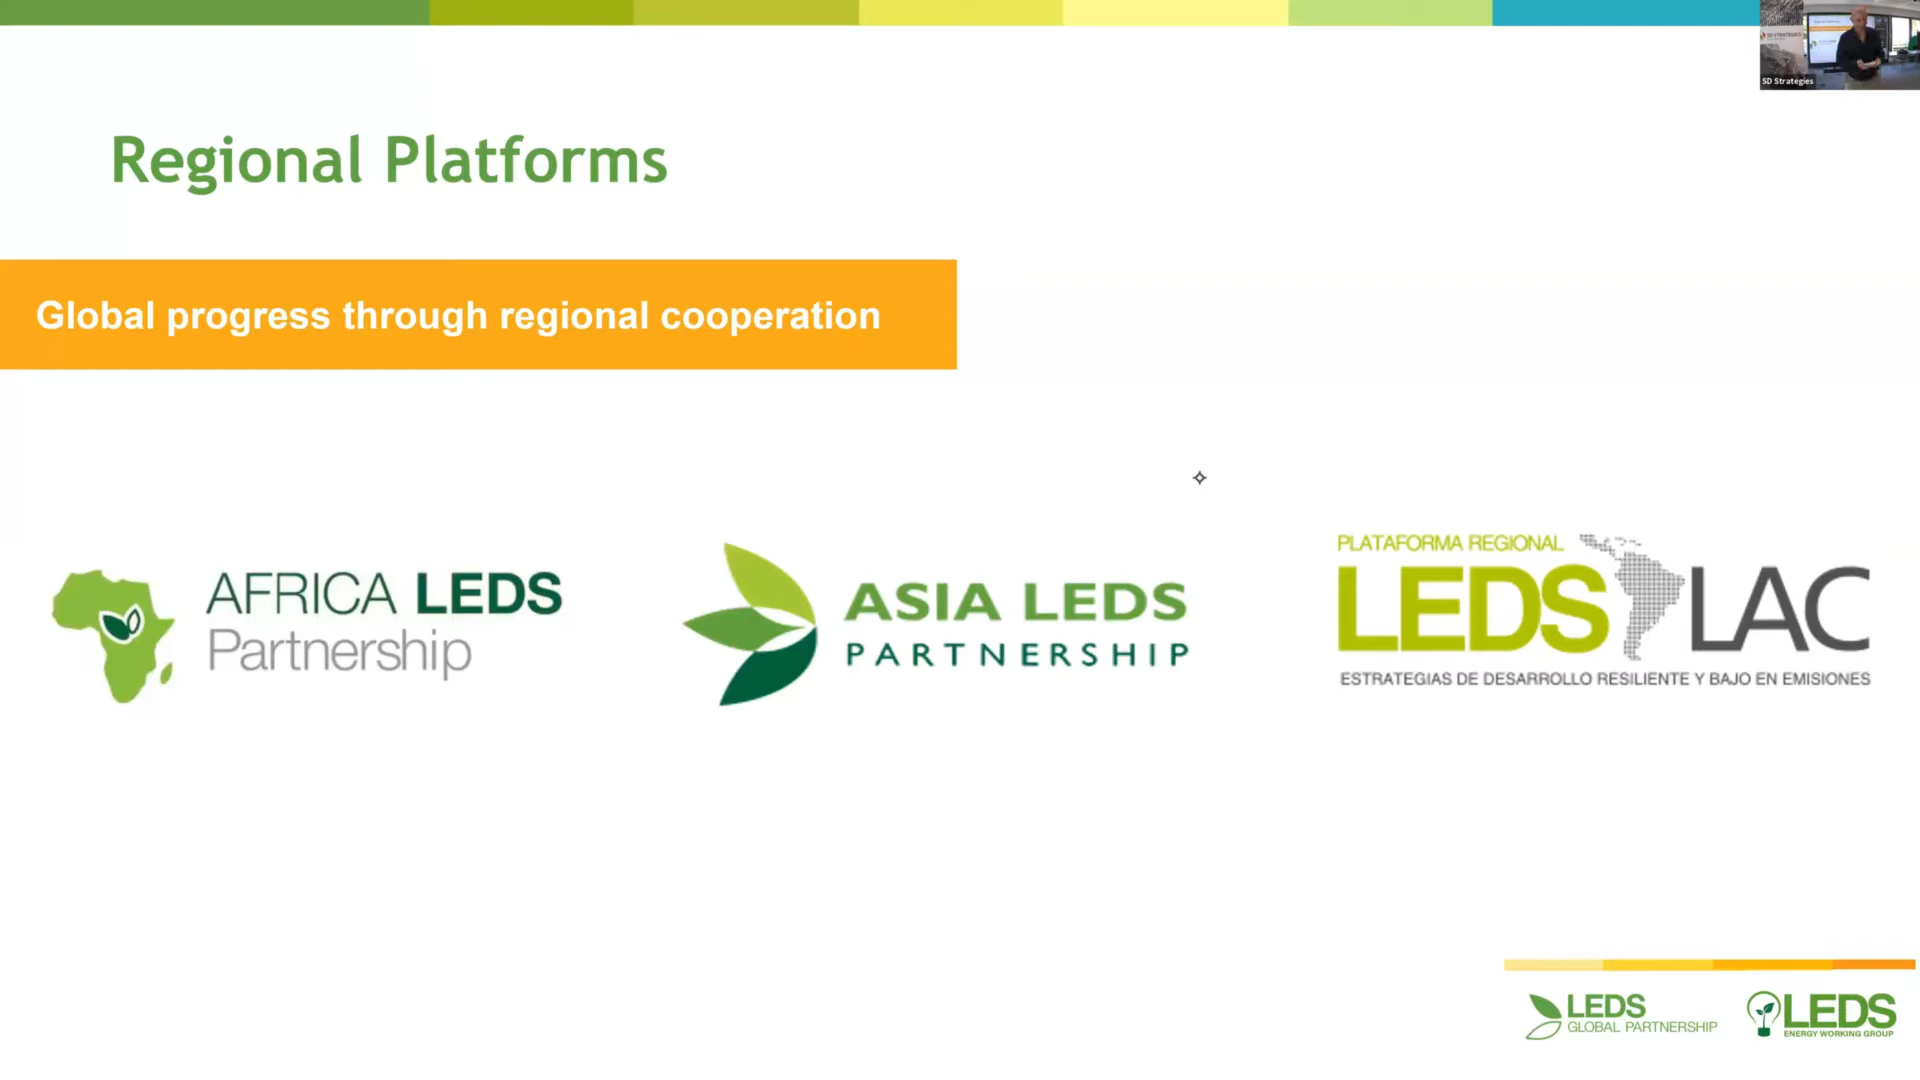 SD Strategies
Regional Platforms
Global progress through regional cooperation
AFRICA LEDS
Partnership
ASIA LEDS
PARTNERSHIP
PLATAFORMA REGIONAL
LEDS LAC
ESTRATEGIAS DE DESARROLLO RESILIENTE Y BAJO EN EMISIONES
LEDS
GLOBAL PARTNERSHIP
LEDS
ENERGY WORKING GROUP